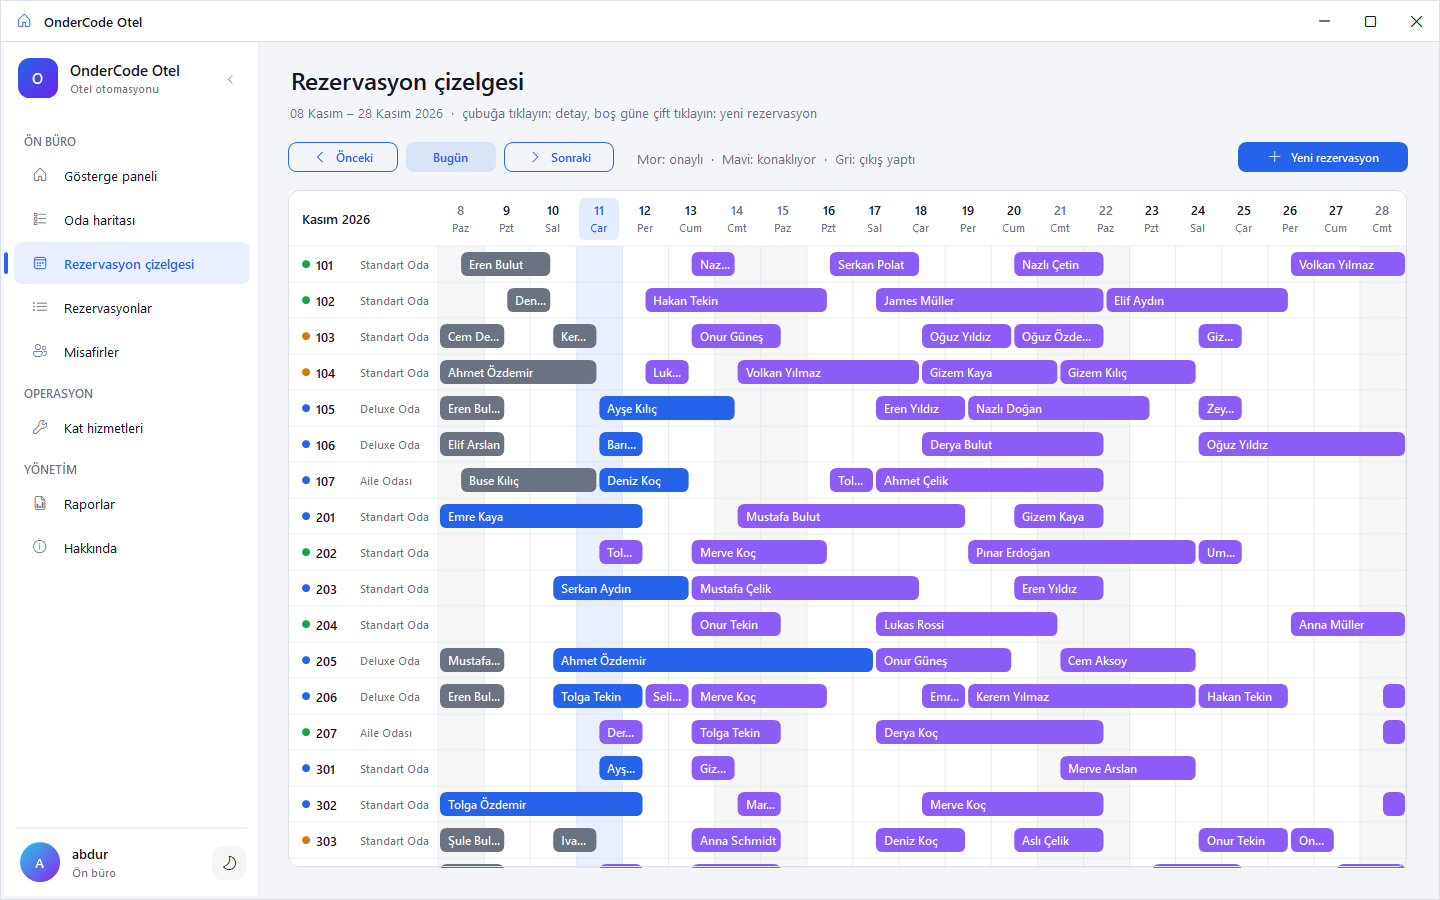 OnderCode Otel
O
OnderCode Otel
Otel otomasyonu
ÖN BÜRO
Gösterge paneli
Oda haritası
Rezervasyon çizelgesi
Rezervasyonlar
Misafirler
OPERASYON
Kat hizmetleri
YÖNETİM
Raporlar
Hakkında
A
abdur
Ön büro
Rezervasyon çizelgesi
08 Kasım – 28 Kasım 2026 · çubuğa tıklayın: detay, boş güne çift tıklayın: yeni rezervasyon
Önceki Bugün Sonraki Mor: onaylı · Mavi: konaklıyor · Gri: çıkış yaptı Yeni rezervasyon
Kasım 2026 8 9 10 11 12 13 14 15 16 17 18 19 20 21 22 23 24 25 26 27 28
Paz Pzt Sal Çar Per Cum Cmt Paz Pzt Sal Çar Per Cum Cmt Paz Pzt Sal Çar Per Cum Cmt
101 Standart Oda Eren Bulut Naz... Serkan Polat Nazlı Çetin Volkan Yılmaz
102 Standart Oda Den... Hakan Tekin James Müller Elif Aydın
103 Standart Oda Cem De... Ker... Onur Güneş Oğuz Yıldız Oğuz Özde... Giz...
104 Standart Oda Ahmet Özdemir Luk... Volkan Yılmaz Gizem Kaya Gizem Kılıç
105 Deluxe Oda Eren Bul... Ayşe Kılıç Eren Yıldız Nazlı Doğan Zey...
106 Deluxe Oda Elif Arslan Barı... Derya Bulut Oğuz Yıldız
107 Aile Odası Buse Kılıç Deniz Koç Tol... Ahmet Çelik
201 Standart Oda Emre Kaya Mustafa Bulut Gizem Kaya
202 Standart Oda Tol... Merve Koç Pınar Erdoğan Um...
203 Standart Oda Serkan Aydın Mustafa Çelik Eren Yıldız
204 Standart Oda Onur Tekin Lukas Rossi Anna Müller
205 Deluxe Oda Mustafa... Ahmet Özdemir Onur Güneş Cem Aksoy
206 Deluxe Oda Eren Bul... Tolga Tekin Seli... Merve Koç Emr... Kerem Yılmaz Hakan Tekin
207 Aile Odası Der... Tolga Tekin Derya Koç
301 Standart Oda Ayş... Giz... Merve Arslan
302 Standart Oda Tolga Özdemir Mar... Merve Koç
303 Standart Oda Şule Bul... Iva... Anna Schmidt Deniz Koç Aslı Çelik Onur Tekin On...